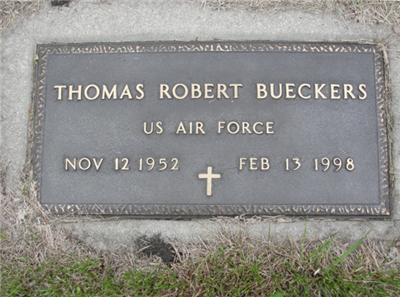 THOMAS ROBERT BUECKERS
US AIR FORCE
NOV 12 1952 FEB 13 1998